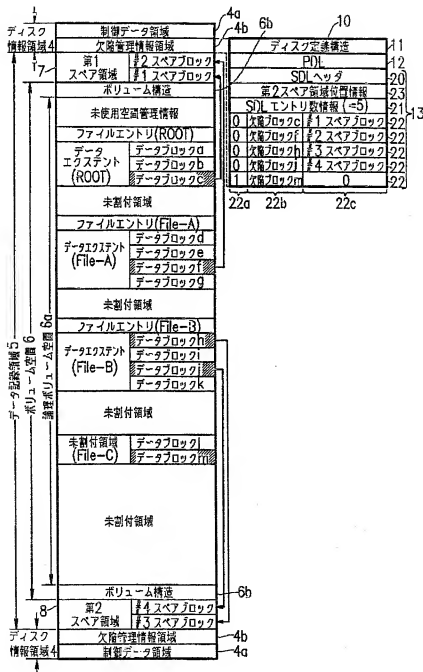 4a
制御データ領域
4b
ディスク
情報領域4
欠陥管理情報領域
6b
7
第1
スペア領域
#2 スペアブロック
#1 スペアブロック
ボリューム構造
未使用空間管理情報
ファイルエントリ(ROOT)
データ
エクステント
(ROOT)
データブロックa
データブロックb
データブロックc
未割付領域
ファイルエントリ(File-A)
データエクステント
(File-A)
データブロックd
データブロックe
データブロックf
データブロックg
未割付領域
ファイルエントリ(File-B)
データエクステント
(File-B)
データブロックh
データブロックi
データブロックj
データブロックk
未割付領域
未割付領域
(File-C)
データブロックl
データブロックm
未割付領域
ボリューム構造
6b
8
第2
スペア領域
#4 スペアブロック
#3 スペアブロック
ディスク
情報領域4
欠陥管理情報領域
4b
制御データ領域
4a
データ記録領域5
ボリューム空間 6
論理ボリューム空間 6a
10
ディスク定義構造
11
PDL
12
SDLヘッダ
20
第2スペア領域位置情報
23
SDLエントリ数情報 (=5)
21
13
0 欠陥ブロックc #1 スペアブロック 22
0 欠陥ブロックf #2 スペアブロック 22
0 欠陥ブロックh #3 スペアブロック 22
0 欠陥ブロックj #4 スペアブロック 22
1 欠陥ブロックm 0 22
22a 22b 22c